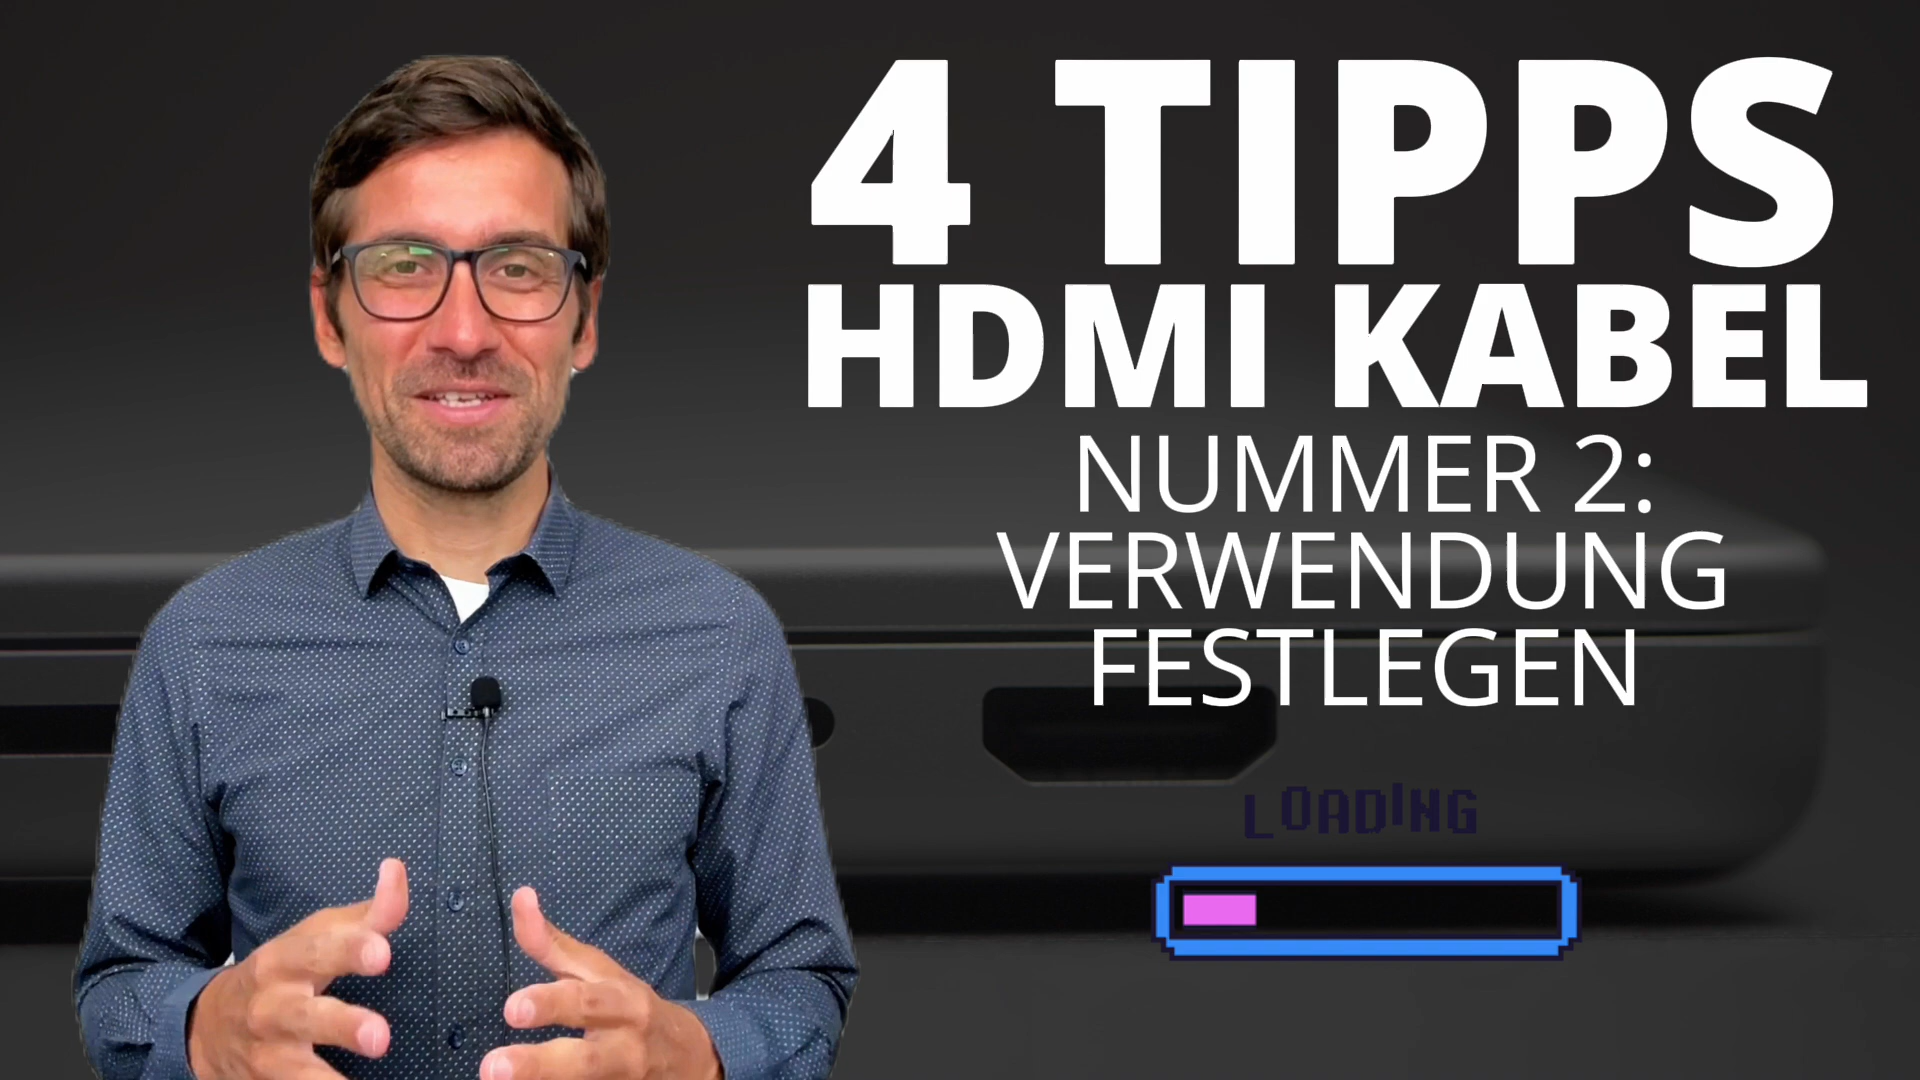 4 TIPPS
HDMI KABEL
NUMMER 2:
VERWENDUNG
FESTLEGEN
LOADING